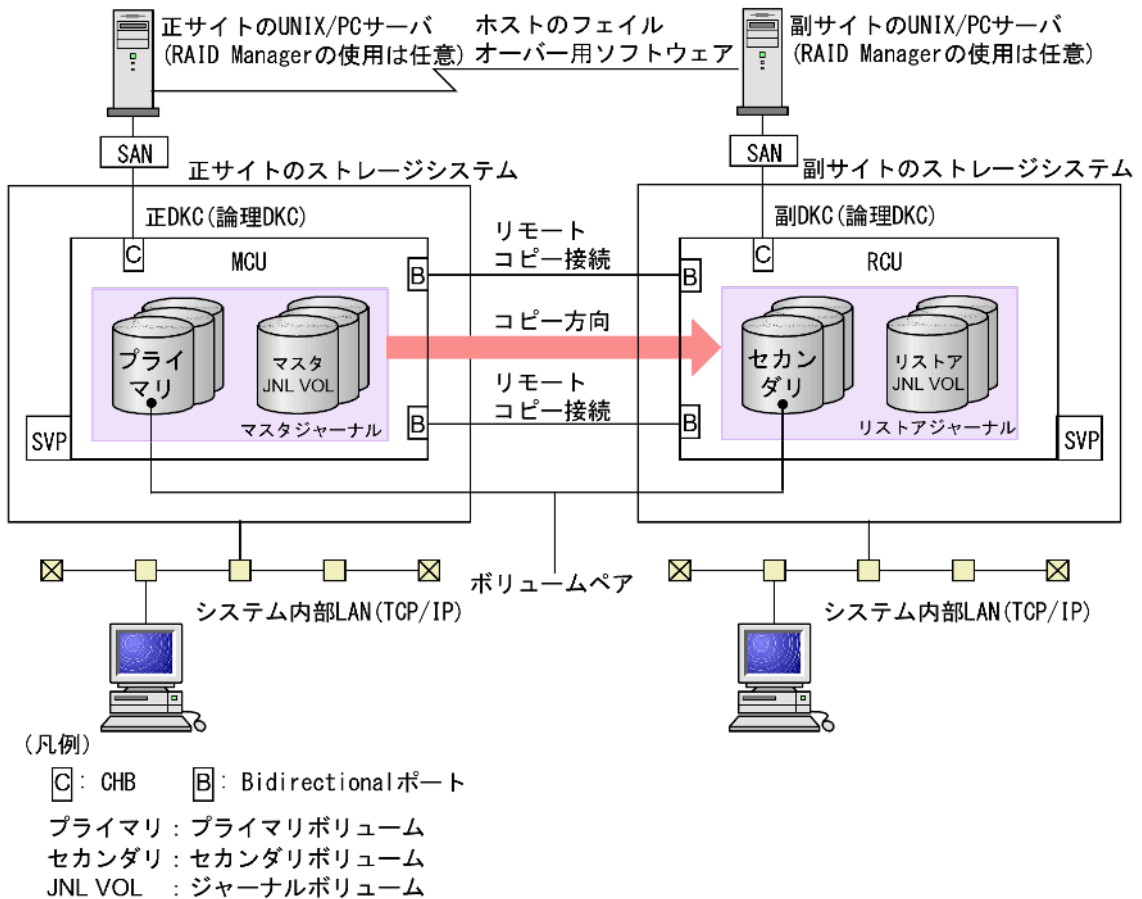 正サイトのUNIX/PCサーバ
(RAID Managerの使用は任意)
ホストのフェイル
オーバー用ソフトウェア
副サイトのUNIX/PCサーバ
(RAID Managerの使用は任意)
SAN
SAN
正サイトのストレージシステム
副サイトのストレージシステム
正DKC(論理DKC)
副DKC(論理DKC)
C
MCU
B
リモート
コピー接続
B
C
RCU
プライ
マリ
マスタ
JNL VOL
コピー方向
セカン
ダリ
リストア
JNL VOL
SVP
マスタジャーナル
B
リモート
コピー接続
B
リストアジャーナル
SVP
ボリュームペア
システム内部LAN(TCP/IP)
システム内部LAN(TCP/IP)
(凡例)
C: CHB B: Bidirectionalポート
プライマリ:プライマリボリューム
セカンダリ:セカンダリボリューム
JNL VOL :ジャーナルボリューム